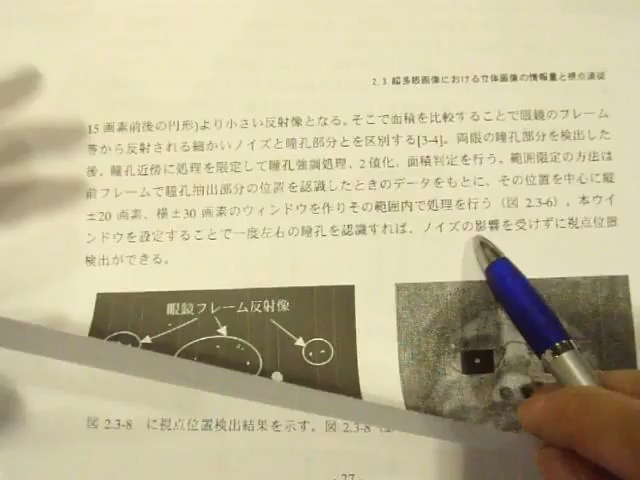 2.3 超多眼画像における立体画像の情報量と視点追従
15 画素前後の円形)より小さい反射像となる。そこで面積を比較することで眼鏡のフレーム
等から反射される細かいノイズと瞳孔部分とを区別する[3-4]。両眼の瞳孔部分を検出した
後、瞳孔近傍に処理を限定して瞳孔強調処理、2 値化、面積判定を行う。範囲限定の方法は
前フレームで瞳孔抽出部分の位置を認識したときのデータをもとに、その位置を中心に縦
±20 画素、横±30 画素のウィンドウを作りその範囲内で処理を行う（図 2.3-6）。本ウイ
ンドウを設定することで一度左右の瞳孔を認識すれば、ノイズの影響を受けずに視点位置
検出ができる。
眼鏡フレーム反射像
図 2.3-8 に視点位置検出結果を示す。図 2.3-8
- 27